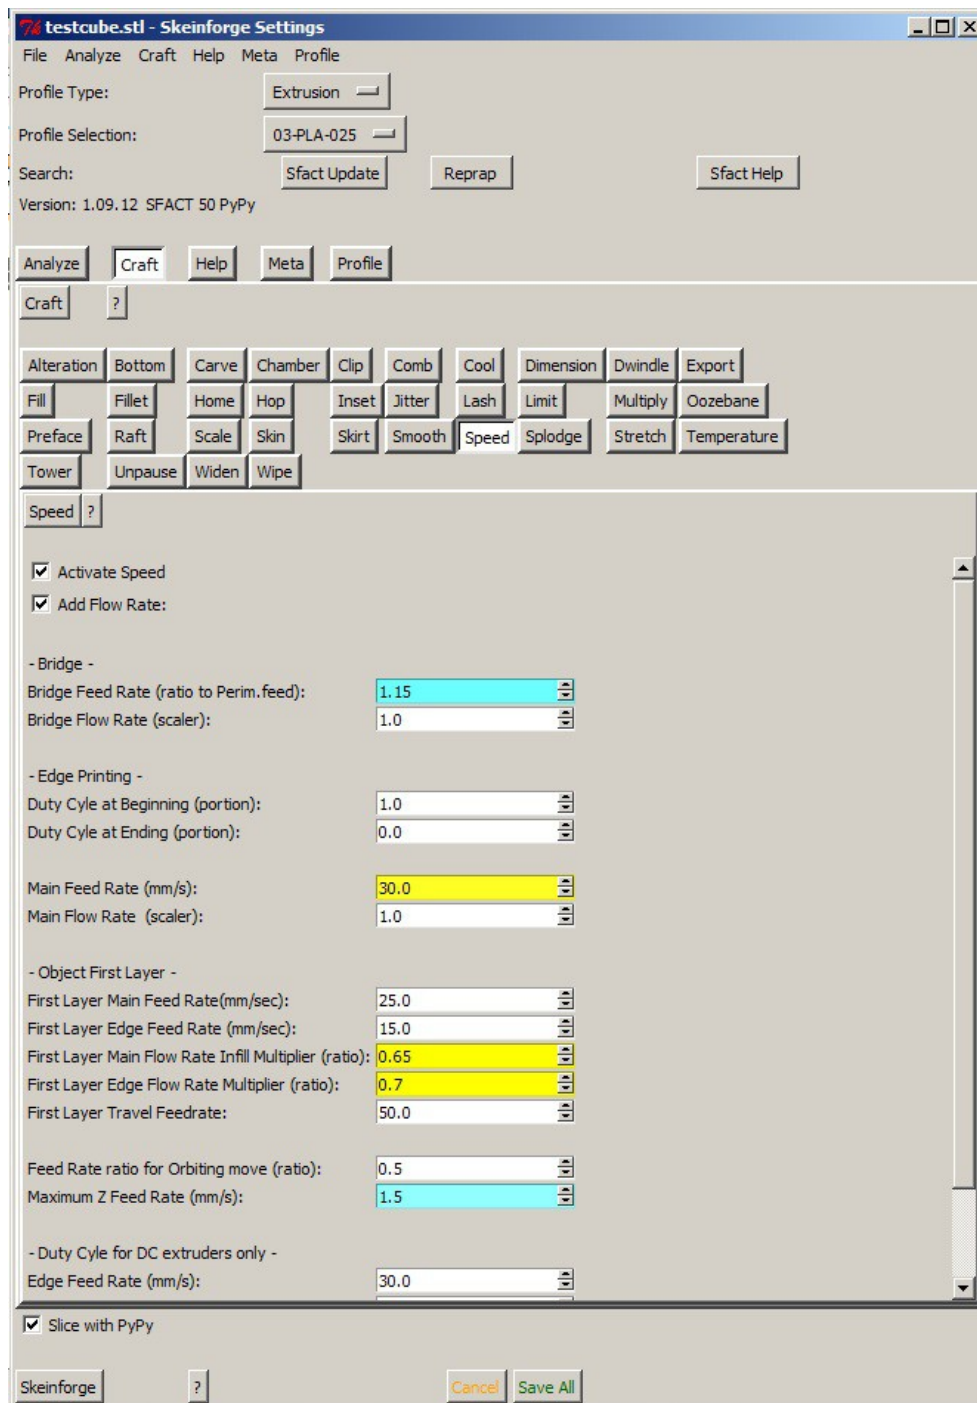 testcube.stl - Skeinforge Settings
File Analyze Craft Help Meta Profile
Profile Type: Extrusion
Profile Selection: 03-PLA-025
Search: Sfact Update Reprap Sfact Help
Version: 1.09.12 SFACT 50 PyPy
Analyze Craft Help Meta Profile
Craft ?
Alteration Bottom Carve Chamber Clip Comb Cool Dimension Dwindle Export
Fill Fillet Home Hop Inset Jitter Lash Limit Multiply Oozebane
Preface Raft Scale Skin Skirt Smooth Speed Splodge Stretch Temperature
Tower Unpause Widen Wipe
Speed ?
Activate Speed
Add Flow Rate:
- Bridge -
Bridge Feed Rate (ratio to Perim.feed): 1.15
Bridge Flow Rate (scaler): 1.0
- Edge Printing -
Duty Cyle at Beginning (portion): 1.0
Duty Cyle at Ending (portion): 0.0
Main Feed Rate (mm/s): 30.0
Main Flow Rate (scaler): 1.0
- Object First Layer -
First Layer Main Feed Rate(mm/sec): 25.0
First Layer Edge Feed Rate (mm/sec): 15.0
First Layer Main Flow Rate Infill Multiplier (ratio): 0.65
First Layer Edge Flow Rate Multiplier (ratio): 0.7
First Layer Travel Feedrate: 50.0
Feed Rate ratio for Orbiting move (ratio): 0.5
Maximum Z Feed Rate (mm/s): 1.5
- Duty Cyle for DC extruders only -
Edge Feed Rate (mm/s): 30.0
Slice with PyPy
Skeinforge ? Cancel Save All